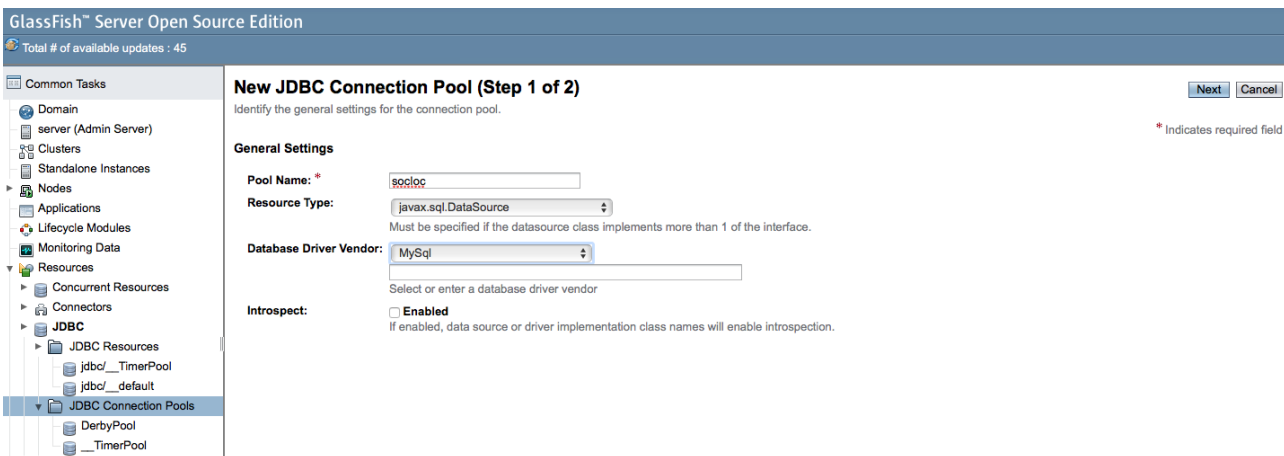 GlassFish™ Server Open Source Edition
Total # of available updates : 45
Common Tasks
Domain
server (Admin Server)
Clusters
Standalone Instances
Nodes
Applications
Lifecycle Modules
Monitoring Data
Resources
Concurrent Resources
Connectors
JDBC
JDBC Resources
jdbc/__TimerPool
jdbc/__default
JDBC Connection Pools
DerbyPool
__TimerPool
New JDBC Connection Pool (Step 1 of 2)
Next Cancel
Identify the general settings for the connection pool.
* Indicates required field
General Settings
Pool Name: * socloc
Resource Type: javax.sql.DataSource
Must be specified if the datasource class implements more than 1 of the interface.
Database Driver Vendor: MySql
Select or enter a database driver vendor
Introspect: Enabled
If enabled, data source or driver implementation class names will enable introspection.